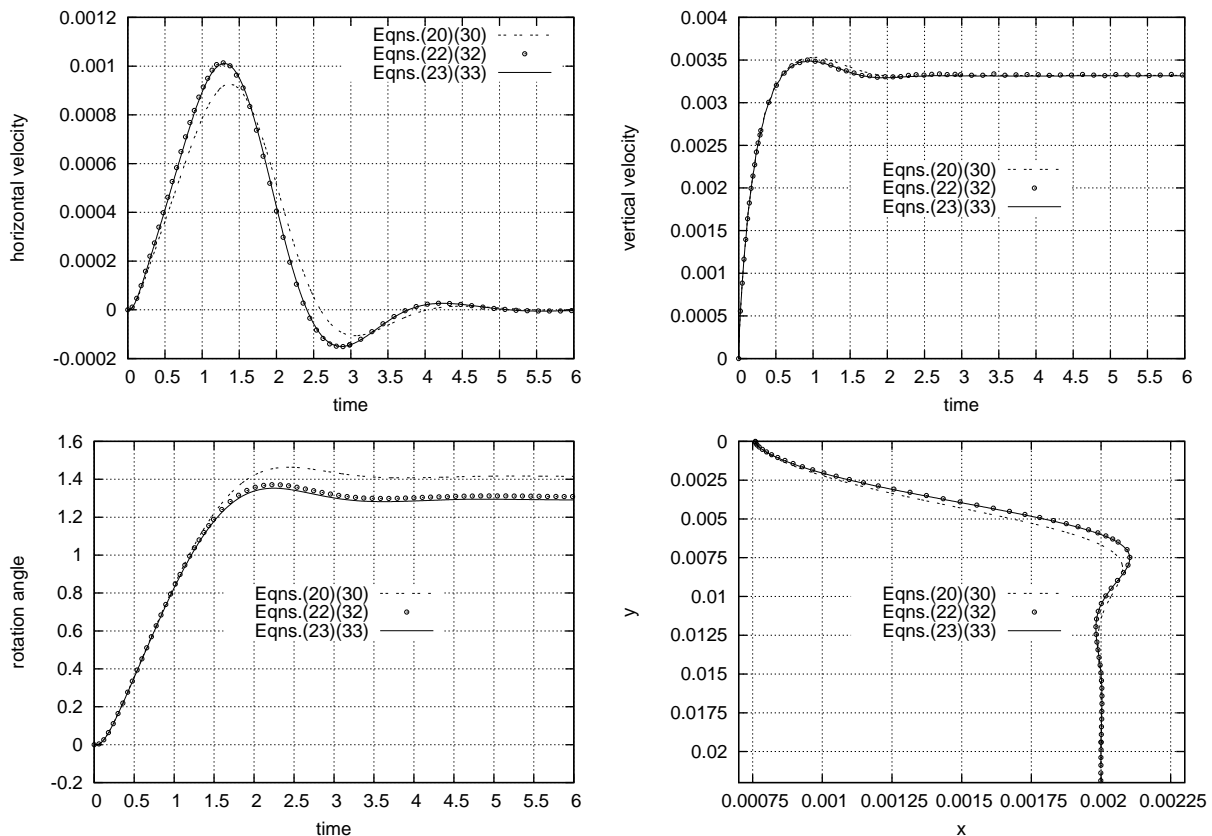 0.0012
0.001
0.0008
0.0006
0.0004
0.0002
0
-0.0002
horizontal velocity
Eqns.(20)(30)
Eqns.(22)(32)
Eqns.(23)(33)
0 0.5 1 1.5 2 2.5 3 3.5 4 4.5 5 5.5 6
time
0.004
0.0035
0.003
0.0025
0.002
0.0015
0.001
0.0005
0
vertical velocity
Eqns.(20)(30)
Eqns.(22)(32)
Eqns.(23)(33)
0 0.5 1 1.5 2 2.5 3 3.5 4 4.5 5 5.5 6
time
1.6
1.4
1.2
1
0.8
0.6
0.4
0.2
0
-0.2
rotation angle
Eqns.(20)(30)
Eqns.(22)(32)
Eqns.(23)(33)
0 0.5 1 1.5 2 2.5 3 3.5 4 4.5 5 5.5 6
time
0
0.0025
0.005
0.0075
0.01
0.0125
0.015
0.0175
0.02
y
Eqns.(20)(30)
Eqns.(22)(32)
Eqns.(23)(33)
0.00075 0.001 0.00125 0.0015 0.00175 0.002 0.00225
x